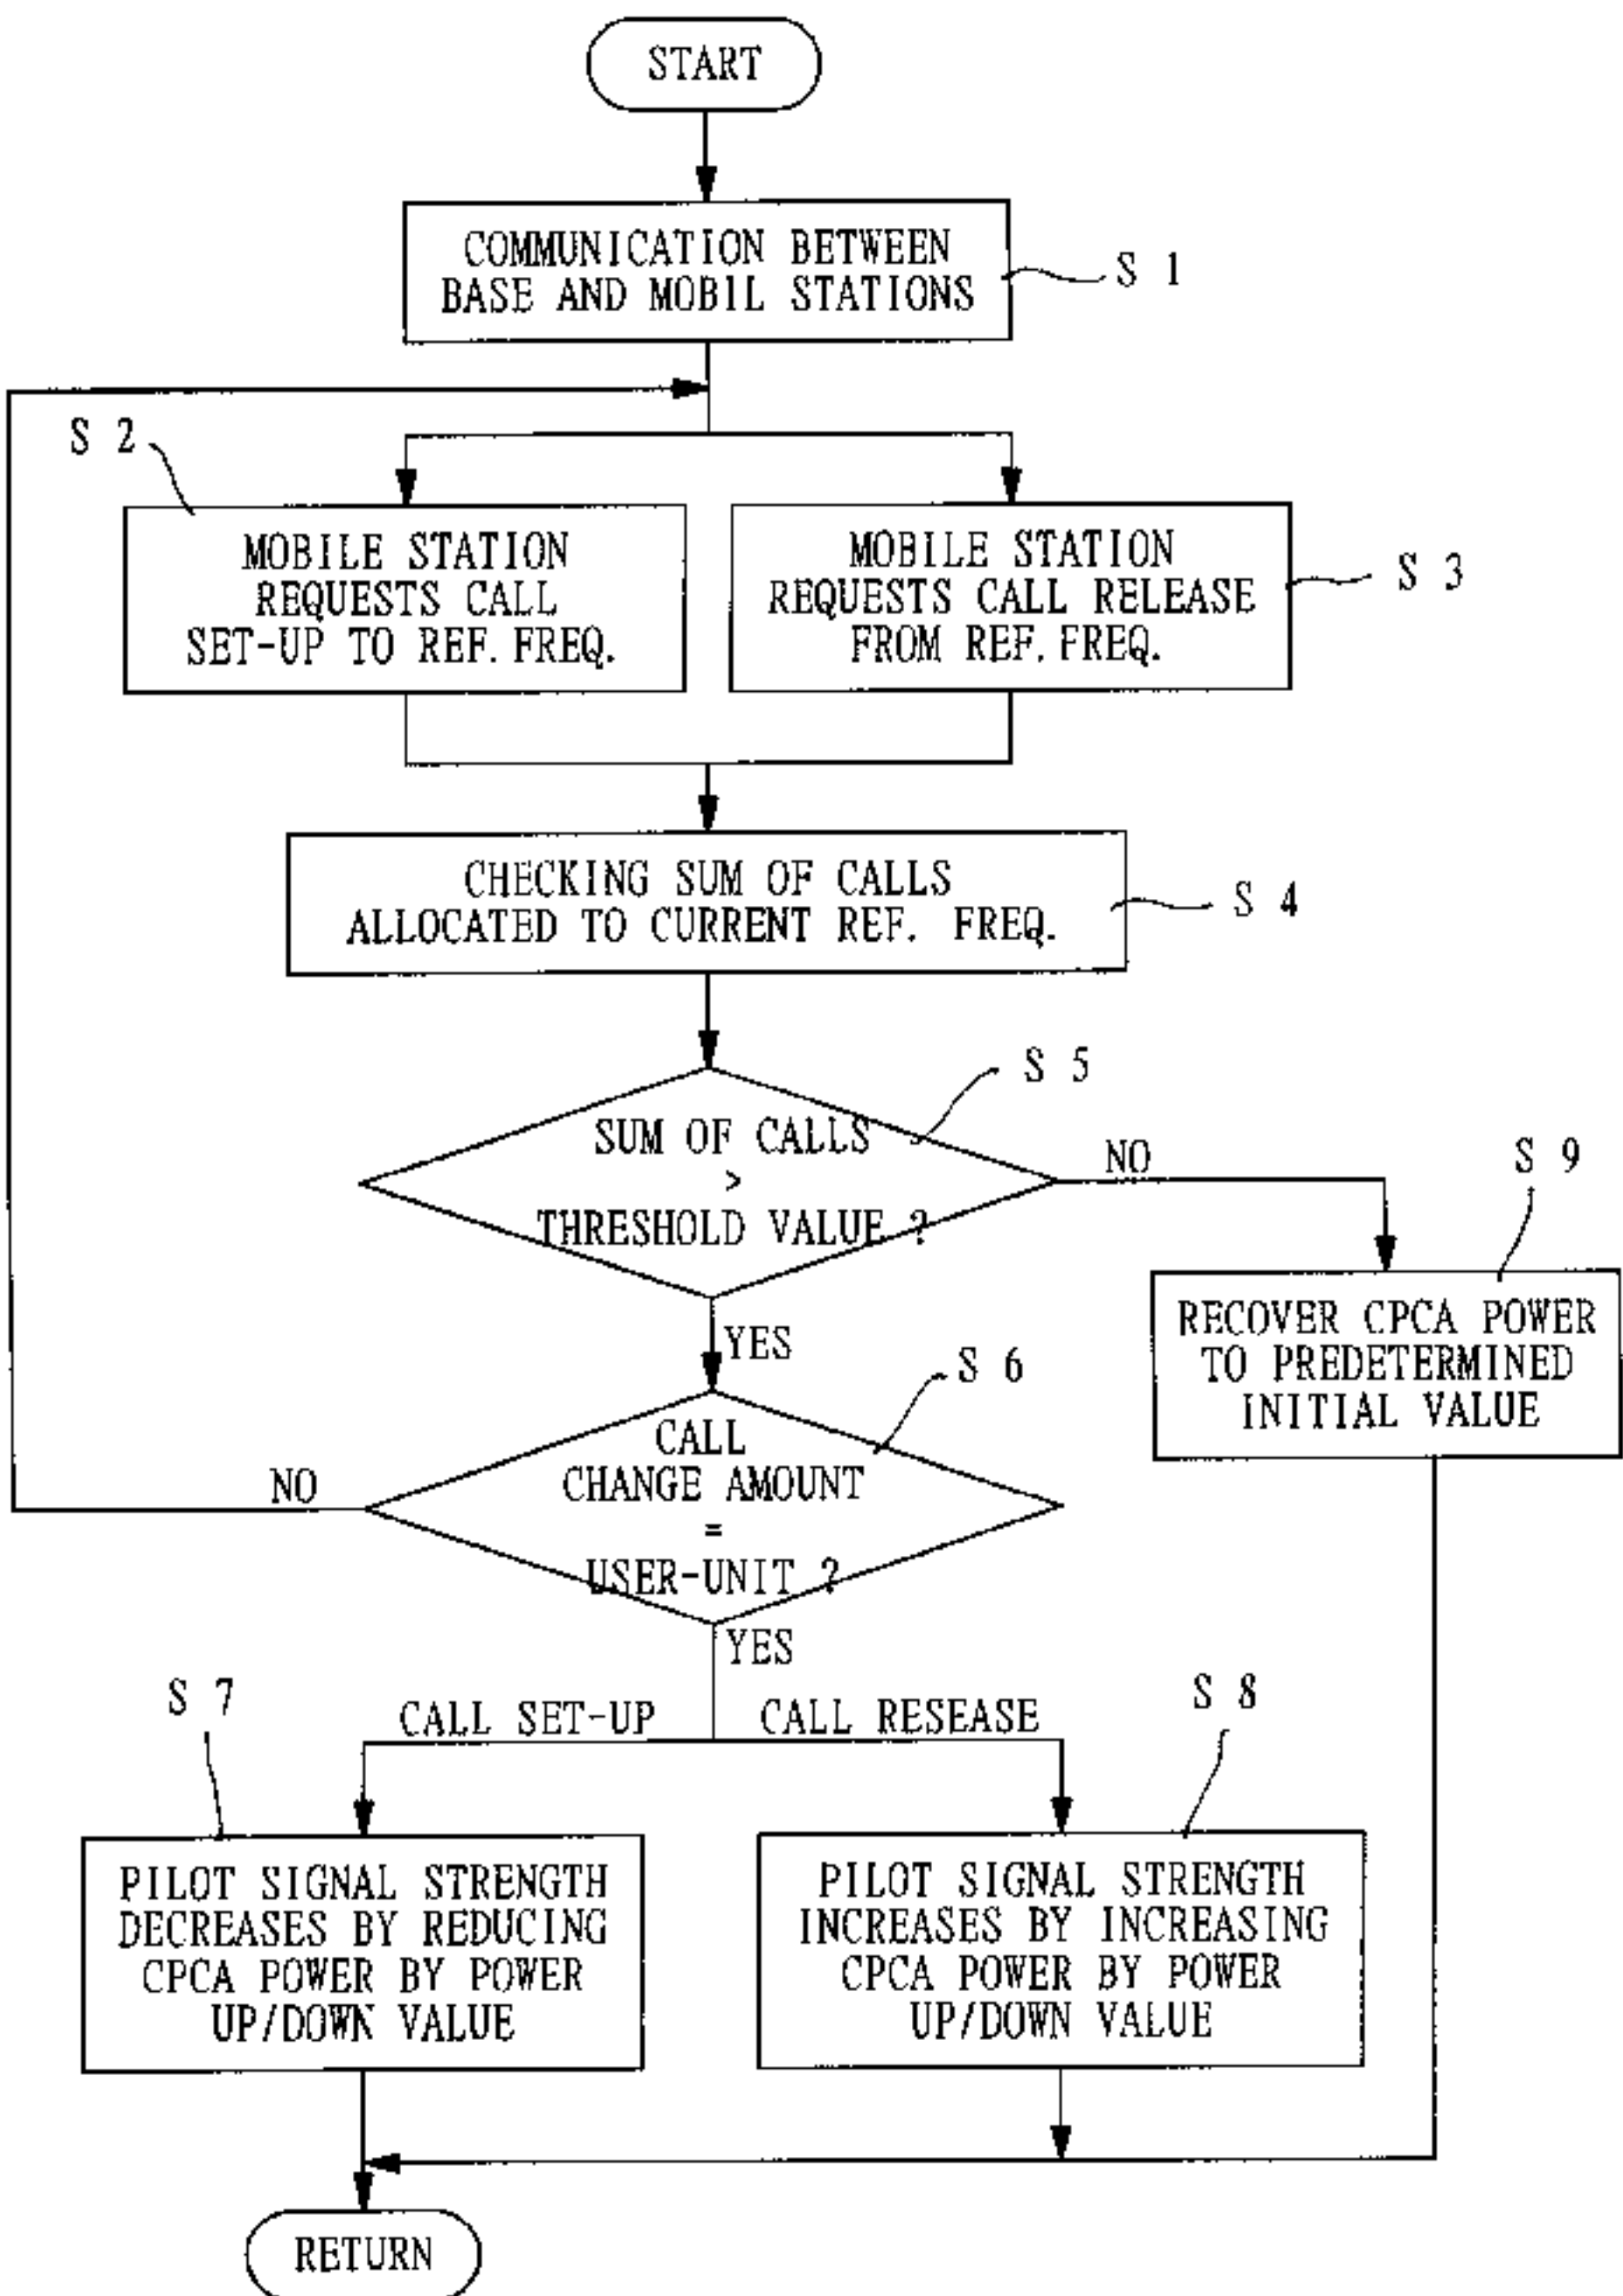 START
COMMUNICATION BETWEEN
BASE AND MOBIL STATIONS
S 1
S 2
MOBILE STATION
REQUESTS CALL
SET-UP TO REF. FREQ.
MOBILE STATION
REQUESTS CALL RELEASE
FROM REF. FREQ.
S 3
CHECKING SUM OF CALLS
ALLOCATED TO CURRENT REF. FREQ.
S 4
SUM OF CALLS
>
THRESHOLD VALUE ?
S 5
NO
S 9
YES
RECOVER CPCA POWER
TO PREDETERMINED
INITIAL VALUE
S 6
CALL
CHANGE AMOUNT
=
USER-UNIT ?
NO
YES
S 7
CALL SET-UP
CALL RESEASE
S 8
PILOT SIGNAL STRENGTH
DECREASES BY REDUCING
CPCA POWER BY POWER
UP/DOWN VALUE
PILOT SIGNAL STRENGTH
INCREASES BY INCREASING
CPCA POWER BY POWER
UP/DOWN VALUE
RETURN